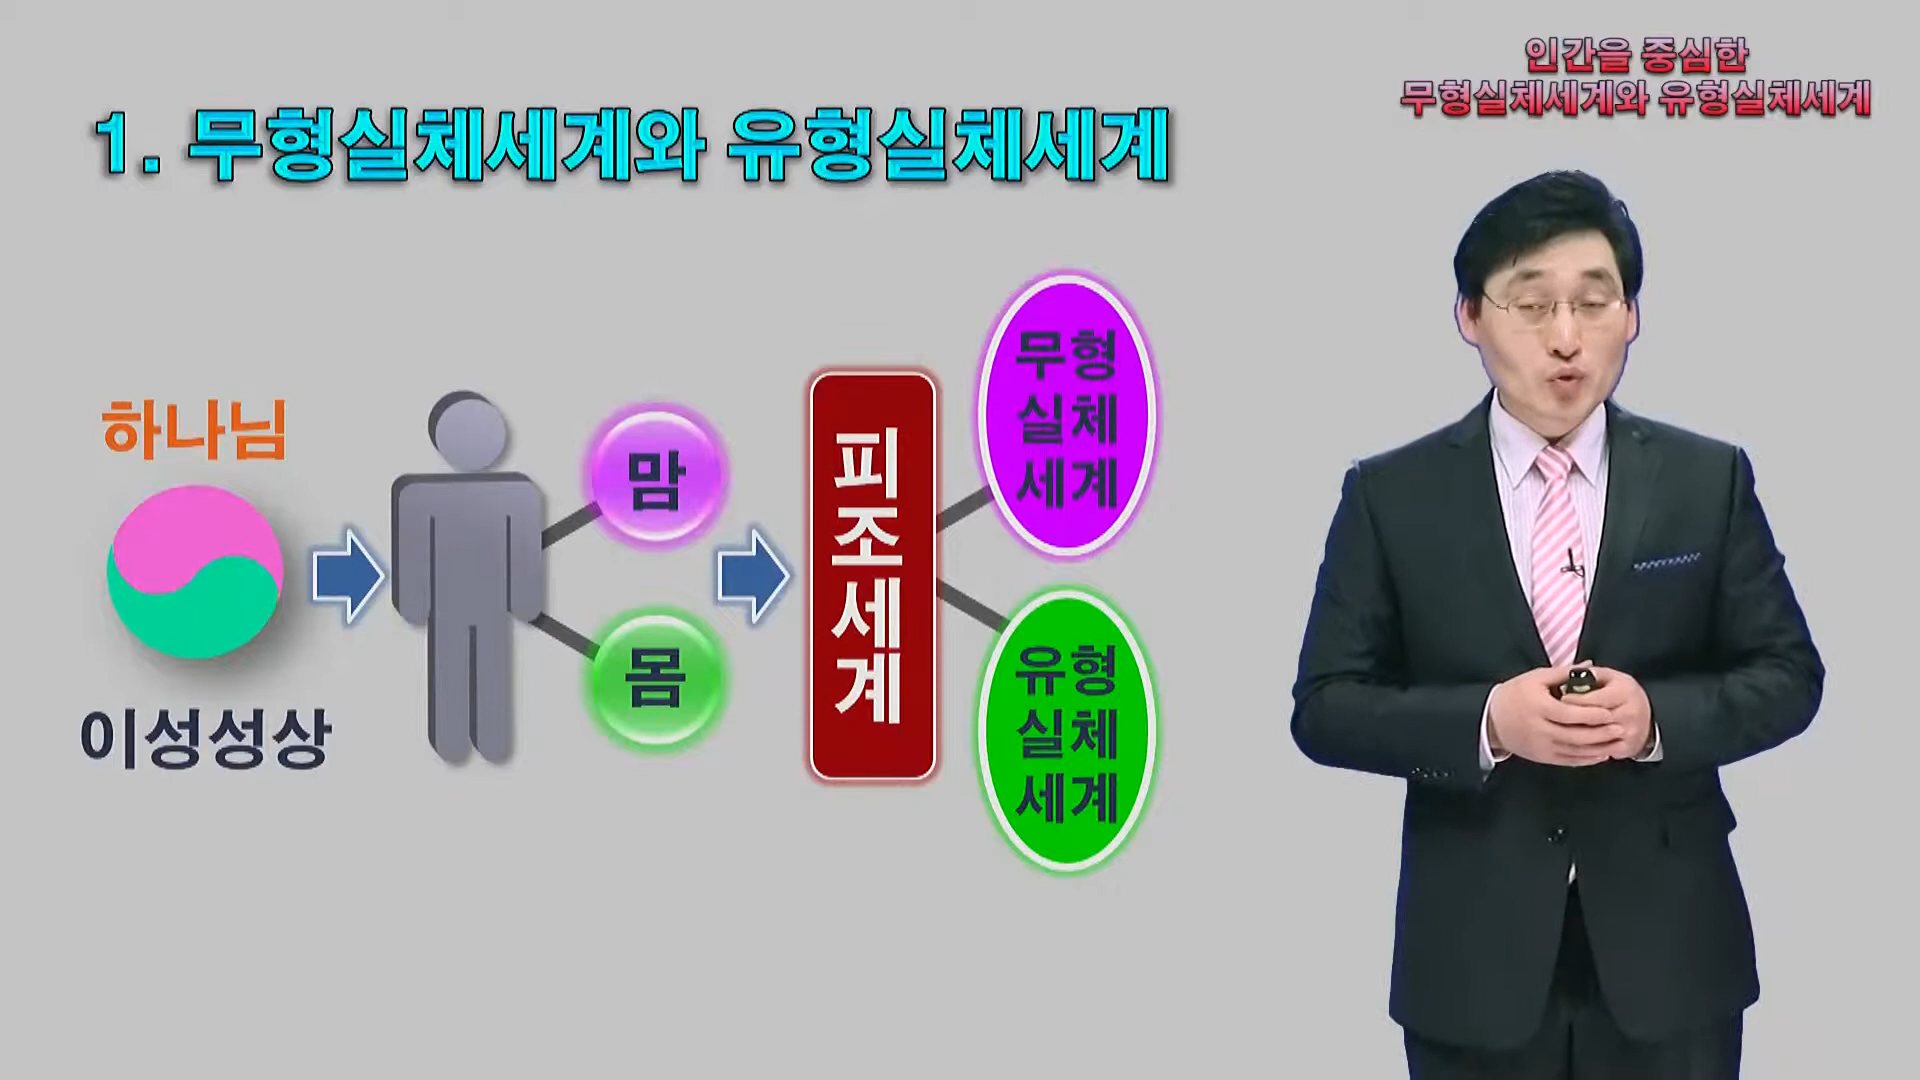 인간을 중심한
무형실체세계와 유형실체세계
1. 무형실체세계와 유형실체세계
하나님
이성성상
맘
몸
피조세계
무형
실체
세계
유형
실체
세계